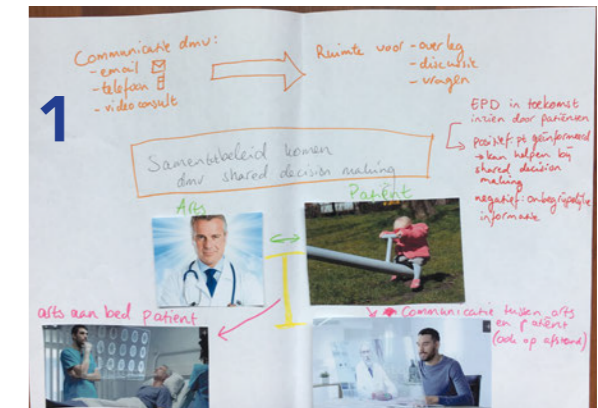 1
Communicatie dmv:
- email
- telefoon
- videoconsult
Ruimte voor - overleg
- discussie
- vragen
EPD in toekomst
inzien door patiënten
positief: pt geïnformeerd
→ kan helpen bij
shared decision
making
negatief: onbegrijpelijke
informatie
Samen tot beleid komen
dmv shared decision making
Arts
Patiënt
arts aan bed patient
Communicatie tussen arts
en patiënt
(ook op afstand)